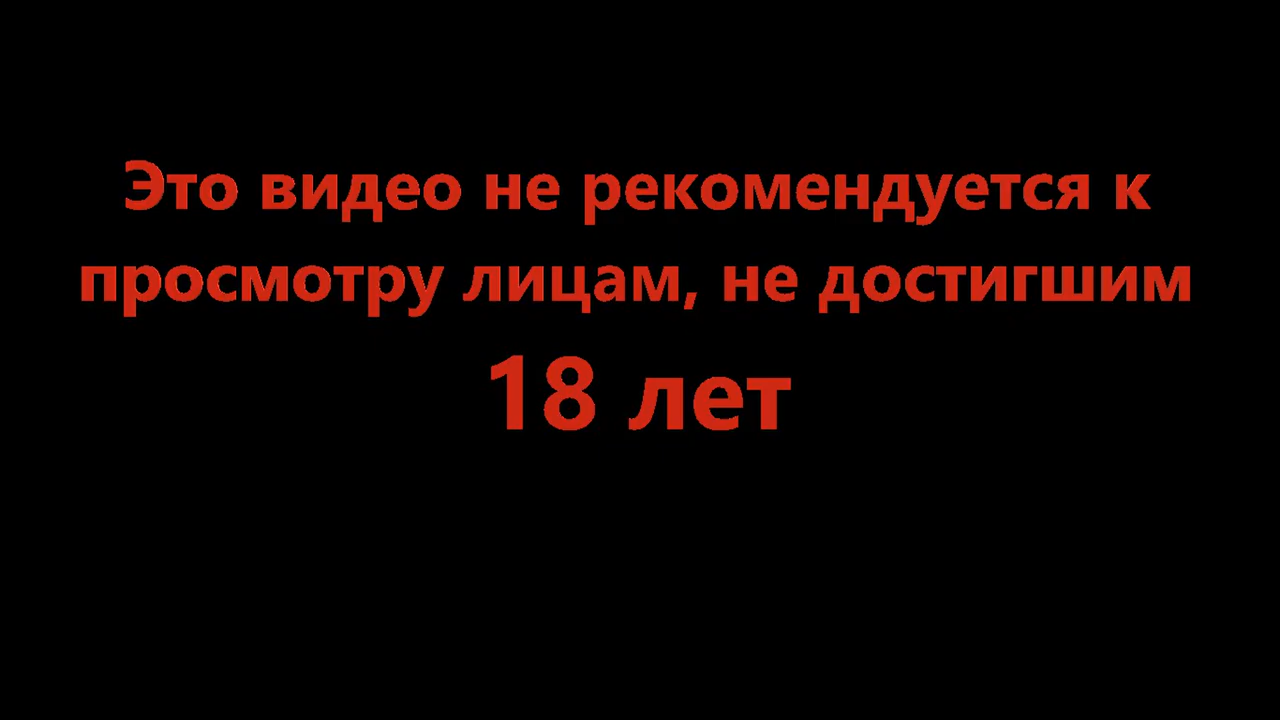 Это видео не рекомендуется к
просмотру лицам, не достигшим
18 лет